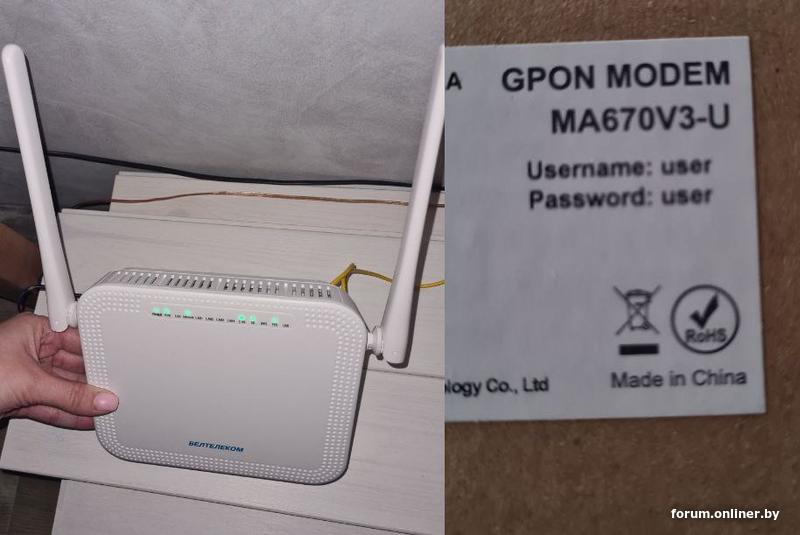 БЕЛТЕЛЕКОМ
A GPON MODEM
MA670V3-U
Username: user
Password: user
RoHS
ology Co., Ltd
Made in China
forum.onliner.by